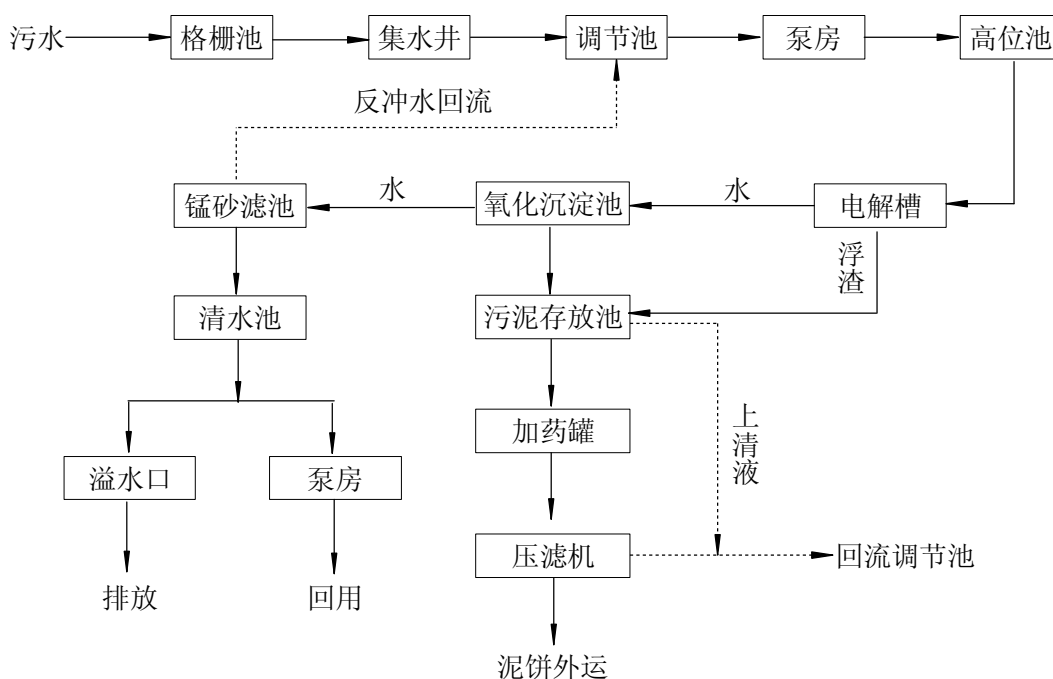 污水
格栅池
集水井
调节池
泵房
高位池
反冲水回流
锰砂滤池
水
氧化沉淀池
水
电解槽
浮渣
清水池
污泥存放池
加药罐
上清液
溢水口
泵房
压滤机
回流调节池
排放
回用
泥饼外运